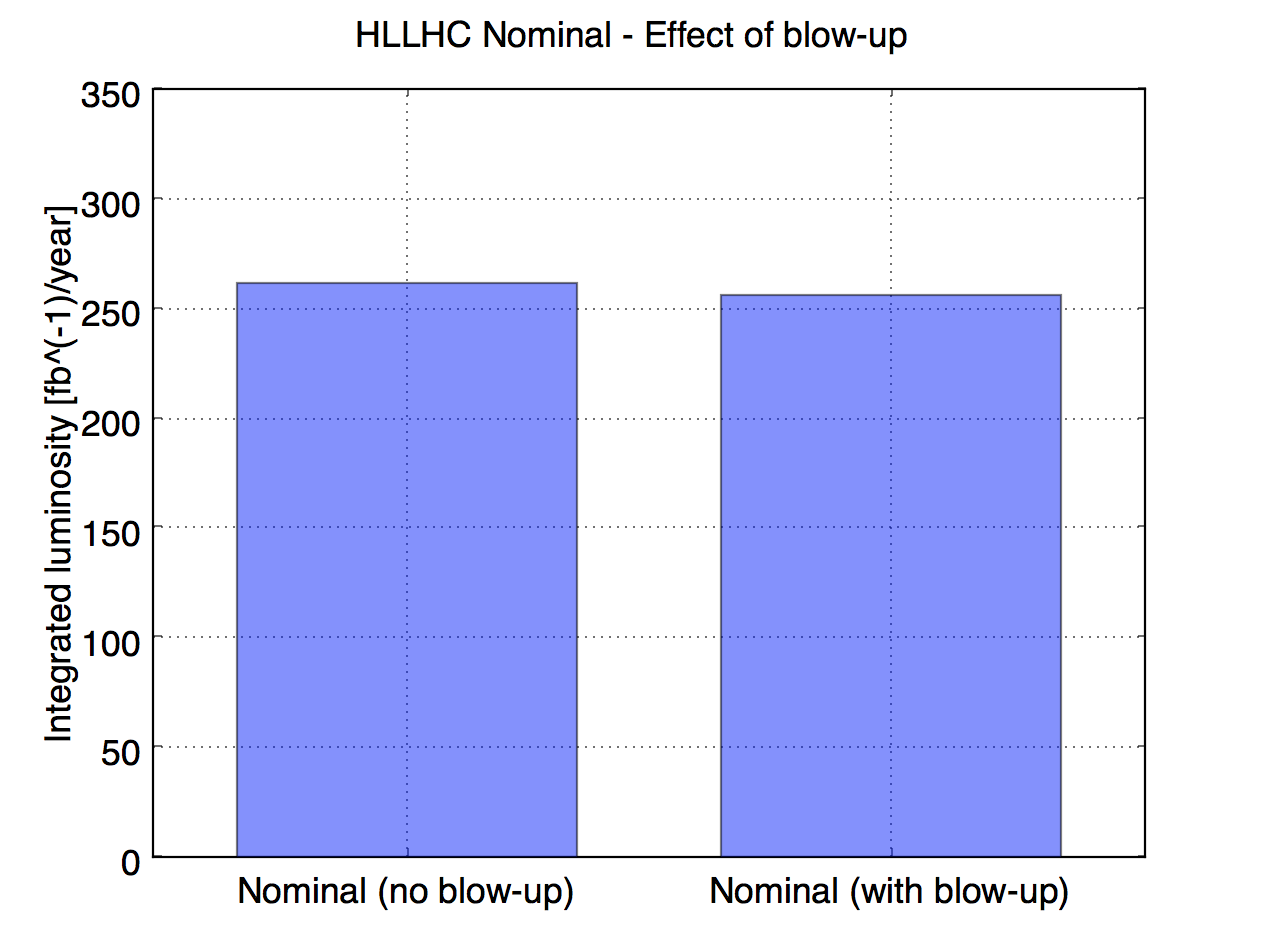 HLLHC Nominal - Effect of blow-up
Integrated luminosity [fb^(-1)/year]
350
300
250
200
150
100
50
0
Nominal (no blow-up)
Nominal (with blow-up)